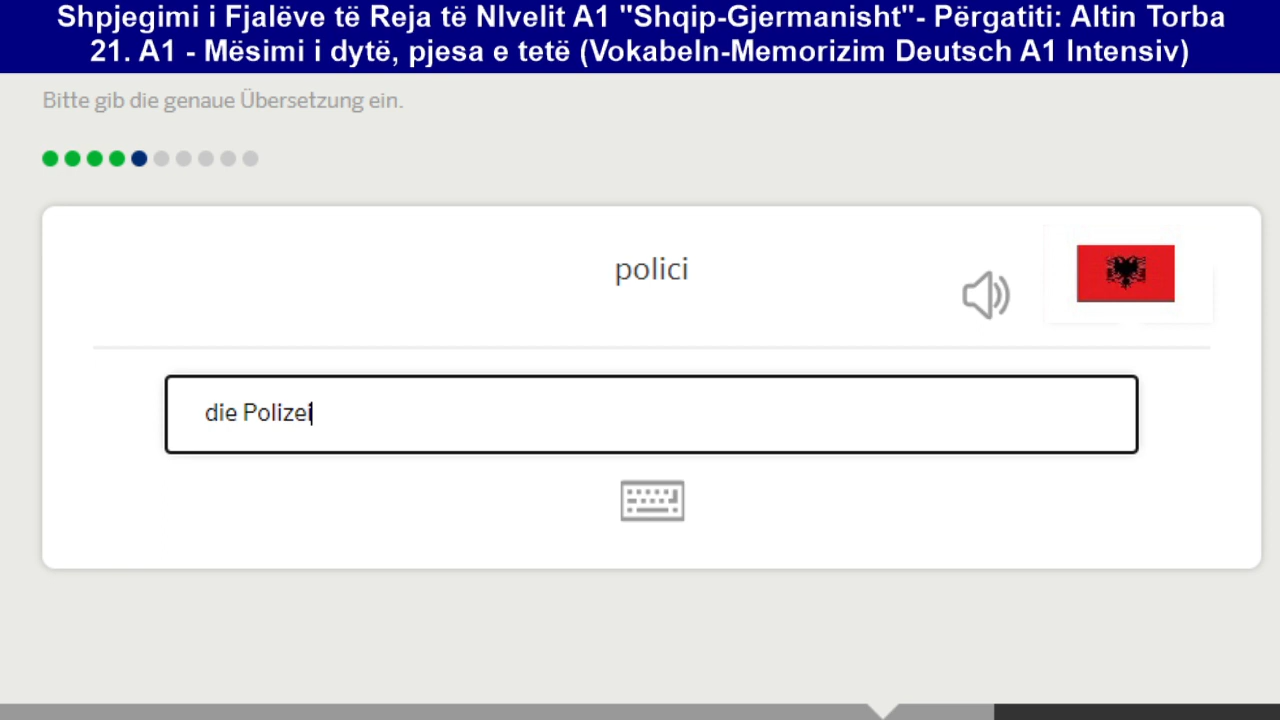 Shpjegimi i Fjalëve të Reja të NIvelit A1 "Shqip-Gjermanisht"- Përgatiti: Altin Torba
21. A1 - Mësimi i dytë, pjesa e tetë (Vokabeln-Memorizim Deutsch A1 Intensiv)
Bitte gib die genaue Übersetzung ein.
polici
die Polizei